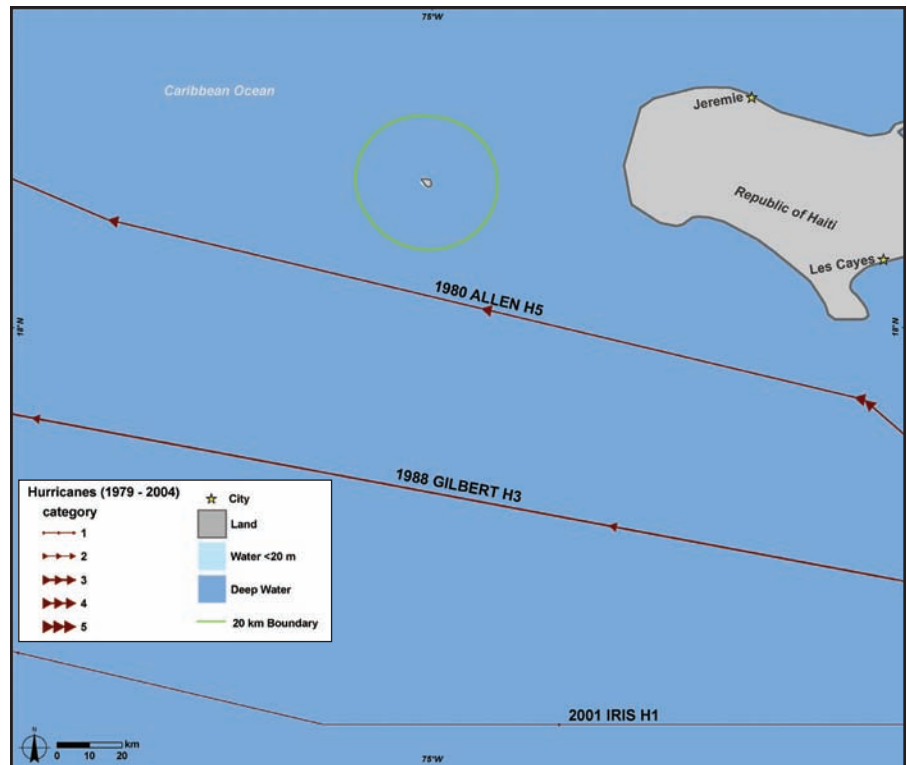 75°W
Caribbean Ocean
Jeremie
Republic of Haiti
Les Cayes
1980 ALLEN H5
18°N
18°N
1988 GILBERT H3
Hurricanes (1979 - 2004)
category
1
2
3
4
5
City
Land
Water <20 m
Deep Water
20 km Boundary
2001 IRIS H1
N
km
0 10 20
75°W